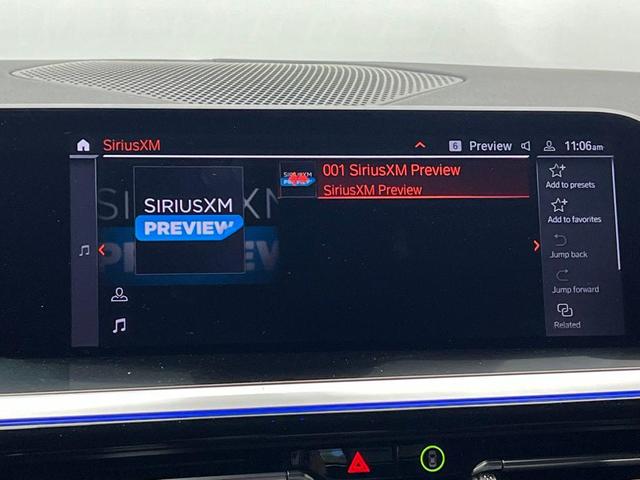 SiriusXM
6 Preview 11:06am
SIRIUSXM
PREVIEW
001 SiriusXM Preview
SiriusXM Preview
Add to presets
Add to favorites
Jump back
Jump forward
Related